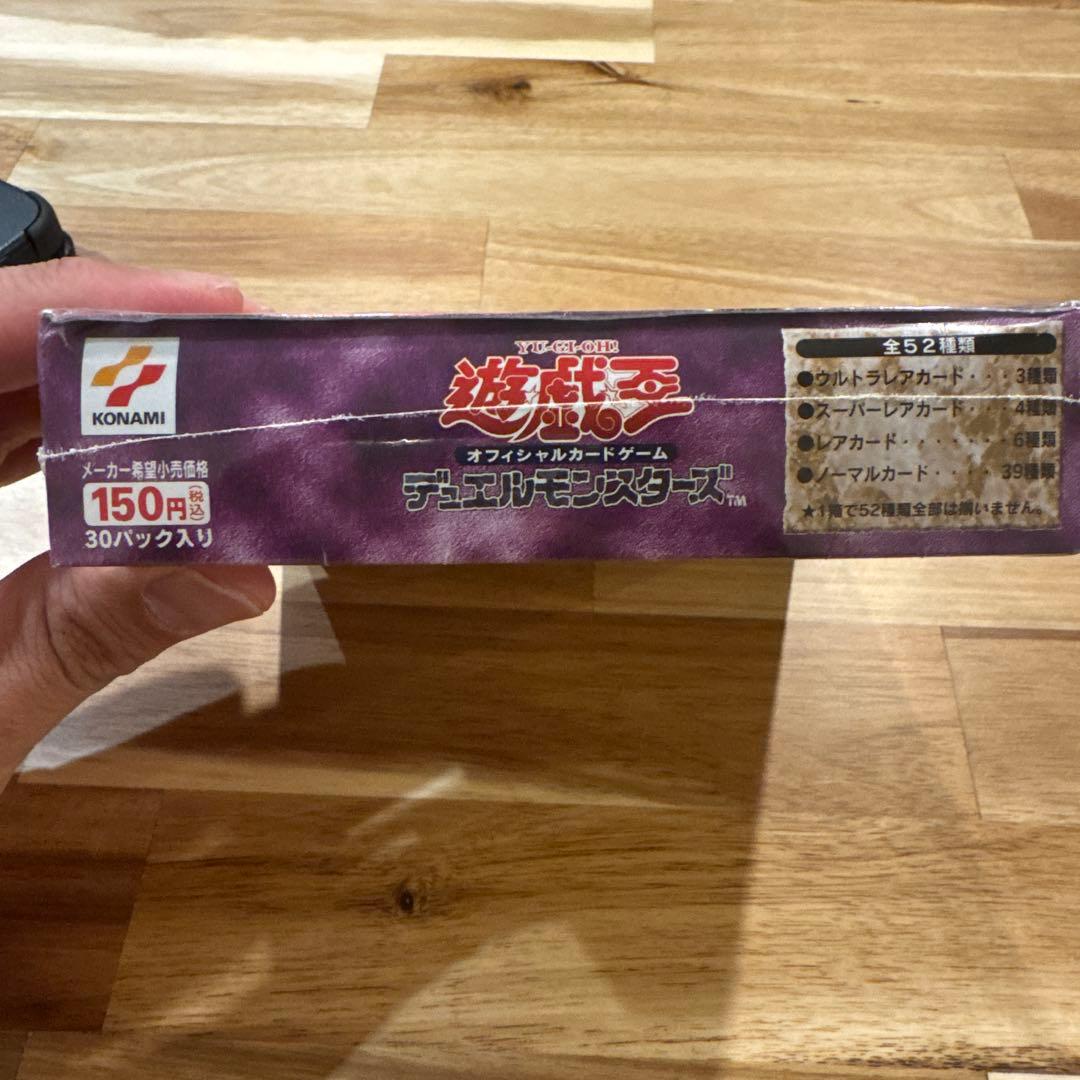 KONAMI
メーカー希望小売価格
150円(税込)
30パック入り
YU-GI-OH!
遊戯王
オフィシャルカードゲーム
デュエルモンスターズ™
全52種類
●ウルトラレアカード・・・3種類
●スーパーレアカード・・・4種類
●レアカード・・・・・・・6種類
●ノーマルカード・・・・39種類
★1箱で52種類全部は揃いません。